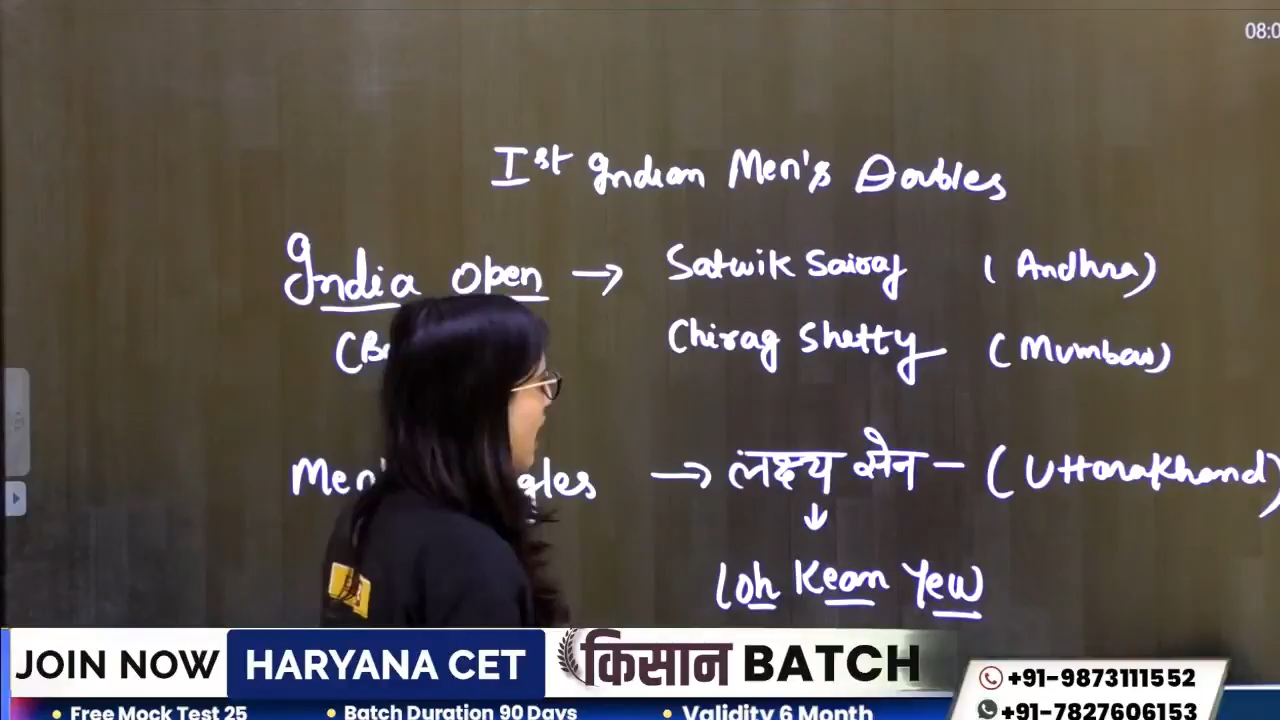 08:0
Ist Indian Men's Doubles
India Open → Satwik Sairaj (Andhra)
Chirag Shetty (Mumbai)
→ लक्ष्य सेन – (Uttarakhand)
↓
Loh Kean Yew
JOIN NOW HARYANA CET किसान BATCH
+91-9873111552
• Free Mock Test 25 • Batch Duration 90 Days • Validity 6 Month
+91-7827606153